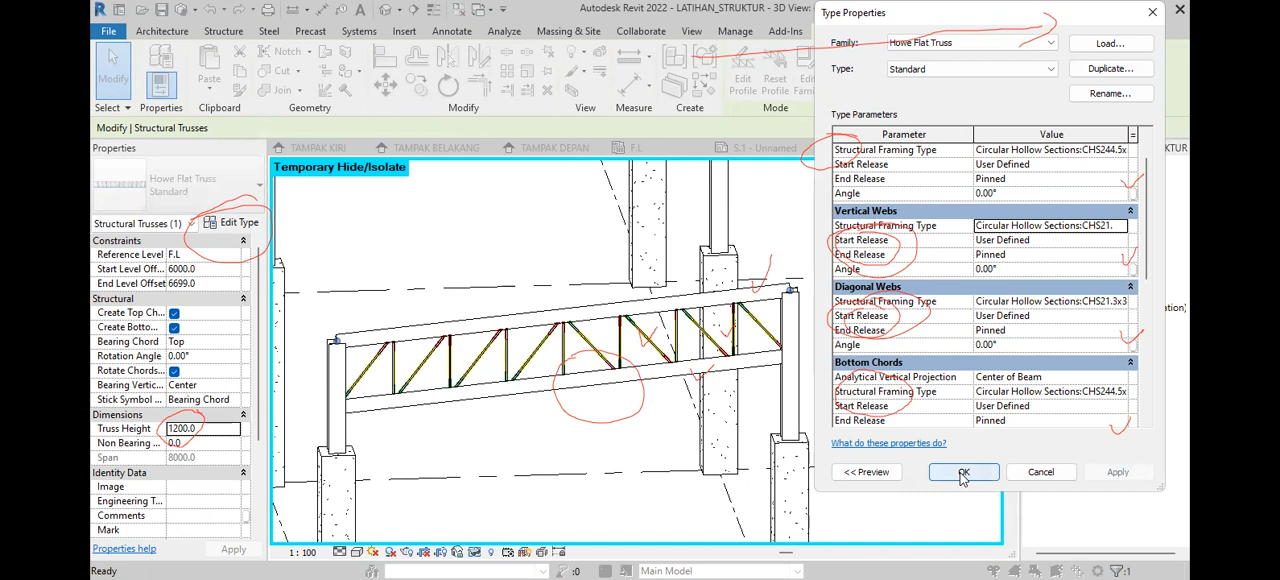 Autodesk Revit 2022 - LATIHAN_STRUKTUR - 3D View:
File Architecture Structure Steel Precast Systems Insert Annotate Analyze Massing & Site Collaborate View Manage Add-Ins
Modify
Paste
Notch
Cut
Join
Edit
Profile
Reset
Profile
Select
Properties
Clipboard
Geometry
Modify
View
Measure
Create
Mode
Modify | Structural Trusses
Properties
TAMPAK KIRI
TAMPAK BELAKANG
TAMPAK DEPAN
F.L
S.1 - Unnamed
Temporary Hide/Isolate
Howe Flat Truss
Standard
Structural Trusses (1)
Edit Type
Constraints
Reference Level F.L
Start Level Off... 6000.0
End Level Offset 6699.0
Structural
Create Top Ch...
Create Botto...
Bearing Chord Top
Rotation Angle 0.00°
Rotate Chords...
Bearing Vertic... Center
Stick Symbol ... Bearing Chord
Dimensions
Truss Height 1200.0
Non Bearing ... 0.0
Span 8000.0
Identity Data
Image
Engineering T...
Comments
Mark
Properties help
Apply
1 : 100
Ready
:0
Main Model
:1
Type Properties
Family: Howe Flat Truss Load...
Type: Standard Duplicate...
Rename...
Type Parameters
Parameter Value =
Structural Framing Type Circular Hollow Sections:CHS244.5x
Start Release User Defined
End Release Pinned
Angle 0.00°
Vertical Webs
Structural Framing Type Circular Hollow Sections:CHS21.
Start Release User Defined
End Release Pinned
Angle 0.00°
Diagonal Webs
Structural Framing Type Circular Hollow Sections:CHS21.3x3
Start Release User Defined
End Release Pinned
Angle 0.00°
Bottom Chords
Analytical Vertical Projection Center of Beam
Structural Framing Type Circular Hollow Sections:CHS244.5x
Start Release User Defined
End Release Pinned
What do these properties do?
<< Preview OK Cancel Apply